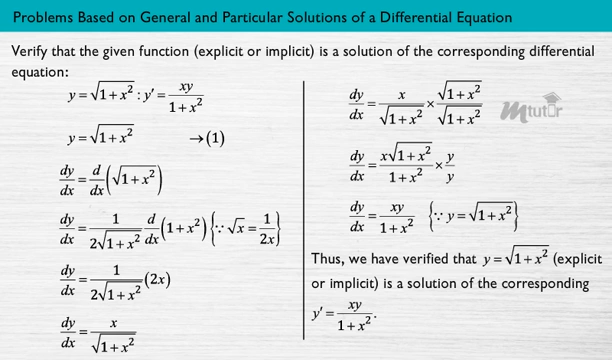 Problems Based on General and Particular Solutions of a Differential Equation
Verify that the given function (explicit or implicit) is a solution of the corresponding differential
equation:
y = √(1+x²) : y′ = xy/(1+x²)
y = √(1+x²) →(1)
dy/dx = d/dx(√(1+x²))
dy/dx = 1/(2√(1+x²)) d/dx(1+x²) {∵ √x = 1/(2x)}
dy/dx = 1/(2√(1+x²)) (2x)
dy/dx = x/√(1+x²)
dy/dx = x/√(1+x²) × √(1+x²)/√(1+x²)
dy/dx = x√(1+x²)/(1+x²) × y/y
dy/dx = xy/(1+x²) {∵ y = √(1+x²)}
Thus, we have verified that y = √(1+x²) (explicit
or implicit) is a solution of the corresponding
y′ = xy/(1+x²).
Mtutor